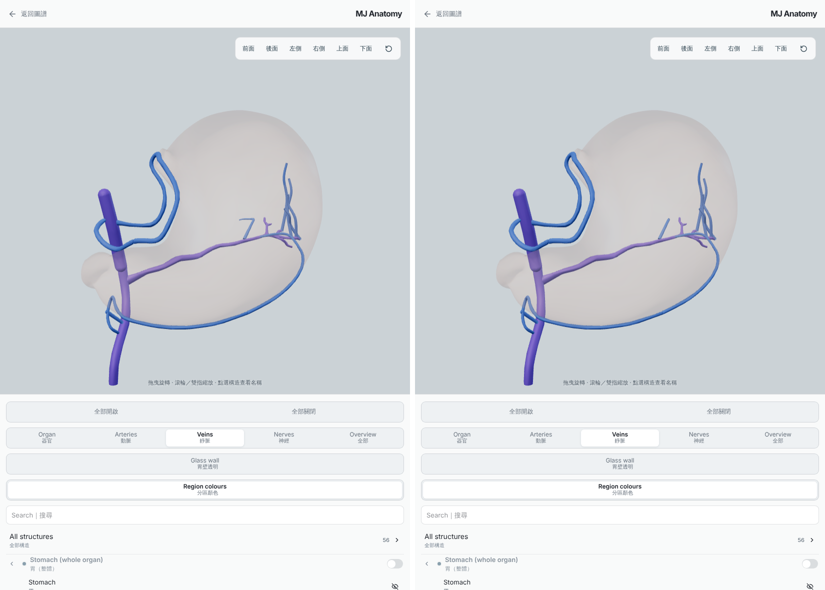 返回圖譜
MJ Anatomy
前面 後面 左側 右側 上面 下面
拖曳旋轉 · 滾輪／雙指縮放 · 點選構造查看名稱
全部開啟 全部關閉
Organ Arteries Veins Nerves Overview
器官 動脈 靜脈 神經 全部
Glass wall
胃壁透明
Region colours
分區顏色
Search｜搜尋
All structures 56
全部構造
Stomach (whole organ)
胃（整體）
Stomach
返回圖譜
MJ Anatomy
前面 後面 左側 右側 上面 下面
拖曳旋轉 · 滾輪／雙指縮放 · 點選構造查看名稱
全部開啟 全部關閉
Organ Arteries Veins Nerves Overview
器官 動脈 靜脈 神經 全部
Glass wall
胃壁透明
Region colours
分區顏色
Search｜搜尋
All structures 56
全部構造
Stomach (whole organ)
胃（整體）
Stomach